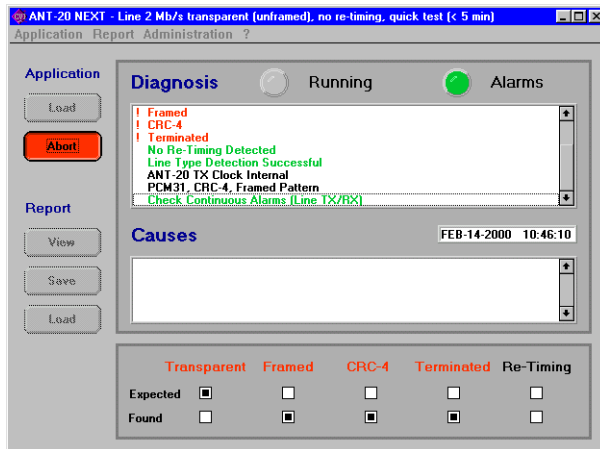 ANT-20 NEXT - Line 2 Mb/s transparent (unframed), no re-timing, quick test (< 5 min)
Application Report Administration ?
Application
Load
Abort
Report
View
Save
Load
Diagnosis Running Alarms
! Framed
! CRC-4
! Terminated
No Re-Timing Detected
Line Type Detection Successful
ANT-20 TX Clock Internal
PCM31, CRC-4, Framed Pattern
Check Continuous Alarms (Line TX/RX)
Causes FEB-14-2000 10:46:10
Transparent Framed CRC-4 Terminated Re-Timing
Expected
Found